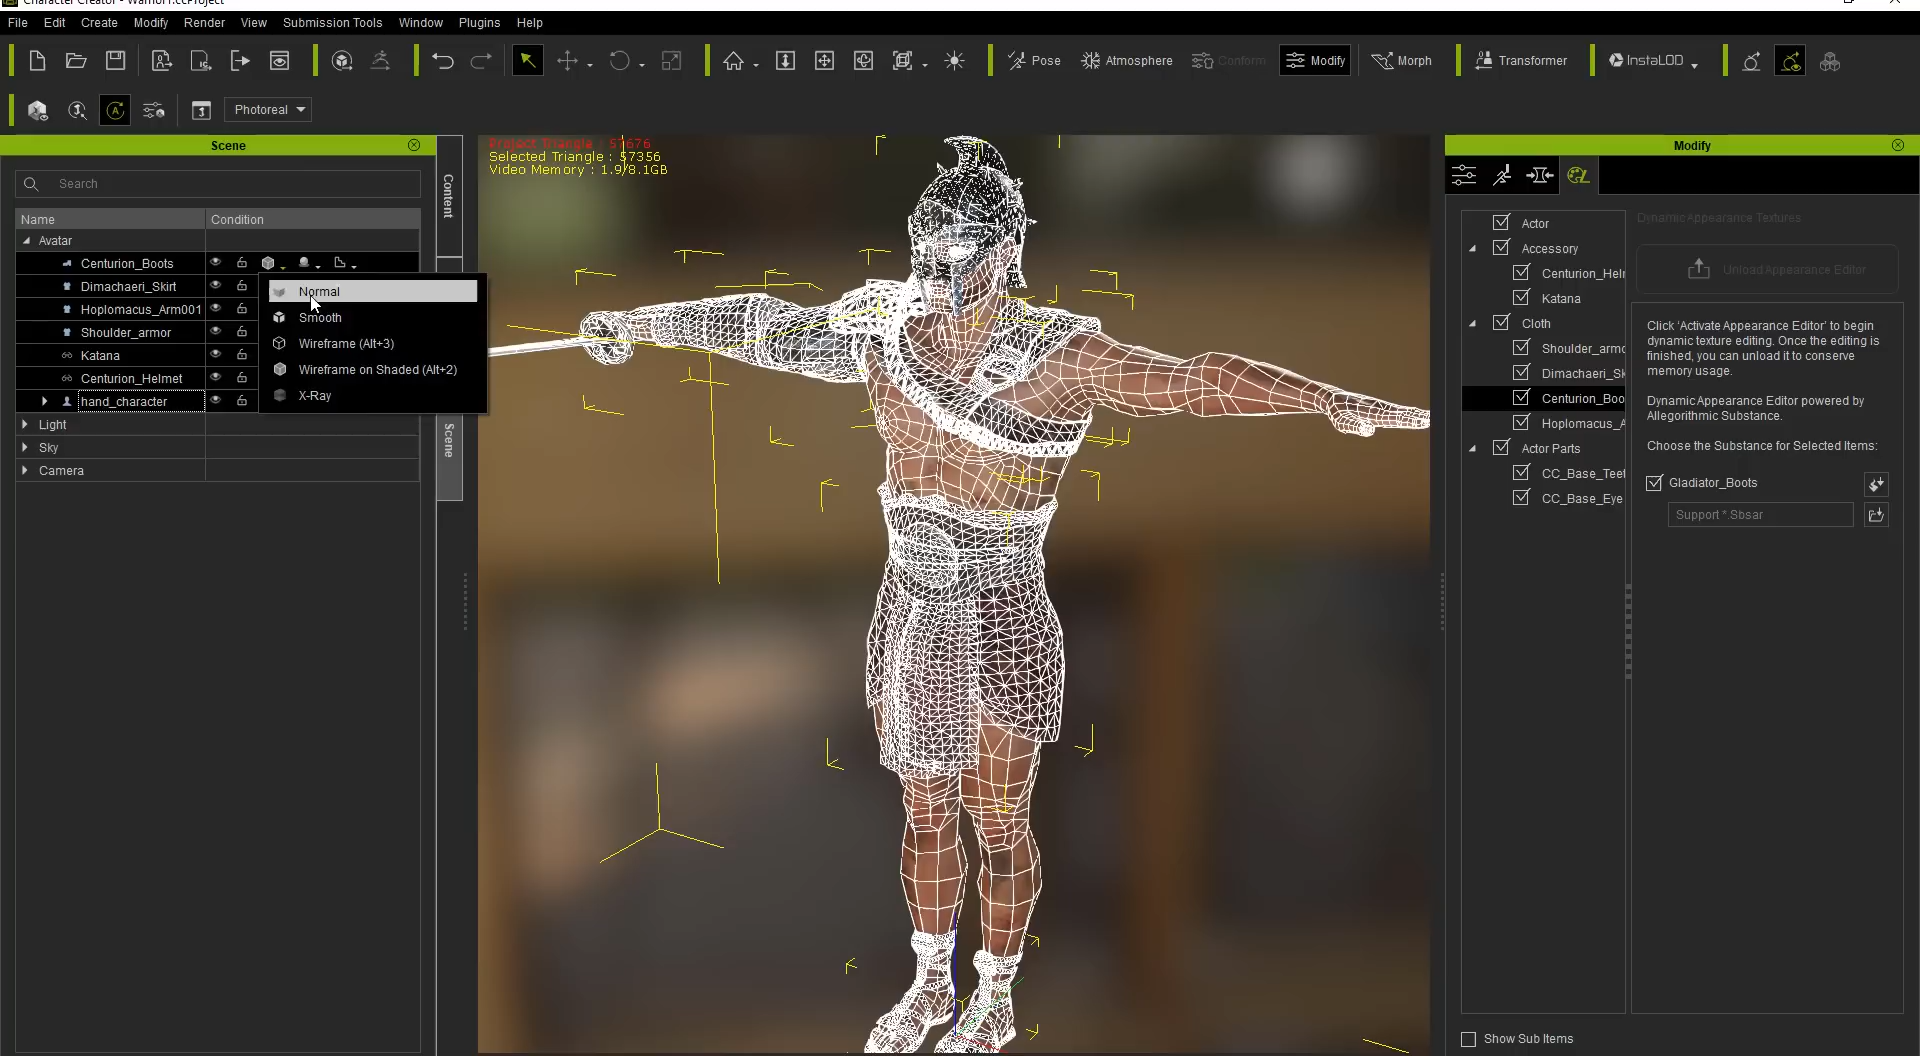 Character Creator - Warrior1.ccProject
File Edit Create Modify Render View Submission Tools Window Plugins Help
Pose Atmosphere Conform Modify Morph Transformer InstaLOD
Photoreal
Scene
Search
Name Condition
Avatar
Centurion_Boots
Dimachaeri_Skirt
Hoplomacus_Arm001
Shoulder_armor
Katana
Centurion_Helmet
hand_character
Light
Sky
Camera
Normal
Smooth
Wireframe (Alt+3)
Wireframe on Shaded (Alt+2)
X-Ray
Content
Scene
Project Triangle : 57676
Selected Triangle : 57356
Video Memory : 1.9/8.1GB
Modify
Actor
Accessory
Centurion_Helr
Katana
Cloth
Shoulder_armo
Dimachaeri_Sk
Centurion_Boo
Hoplomacus_A
Actor Parts
CC_Base_Teet
CC_Base_Eye
Dynamic Appearance Textures
Unload Appearance Editor
Click 'Activate Appearance Editor' to begin
dynamic texture editing. Once the editing is
finished, you can unload it to conserve
memory usage.
Dynamic Appearance Editor powered by
Allegorithmic Substance.
Choose the Substance for Selected Items:
Gladiator_Boots
Support *.Sbsar
Show Sub Items